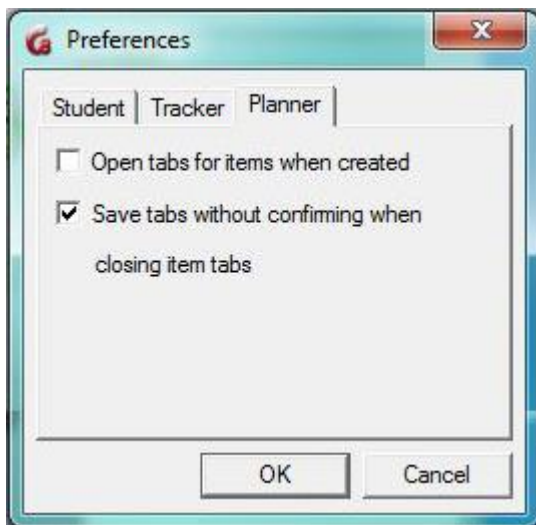 Preferences
Student Tracker Planner
Open tabs for items when created
Save tabs without confirming when
closing item tabs
OK Cancel